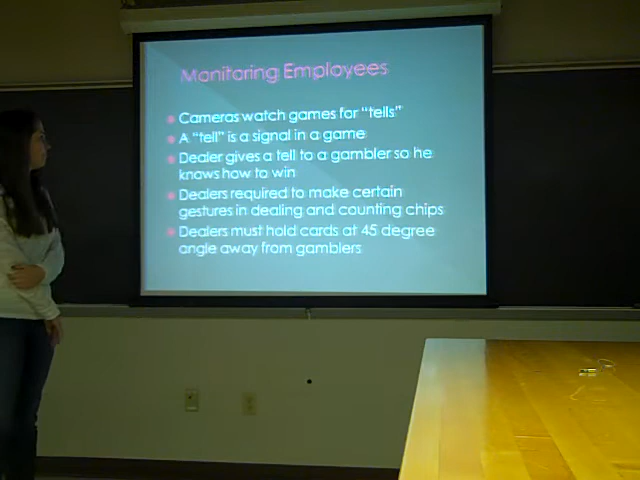 Monitoring Employees
Cameras watch games for "tells"
A "tell" is a signal in a game
Dealer gives a tell to a gambler so he
knows how to win
Dealers required to make certain
gestures in dealing and counting chips
Dealers must hold cards at 45 degree
angle away from gamblers